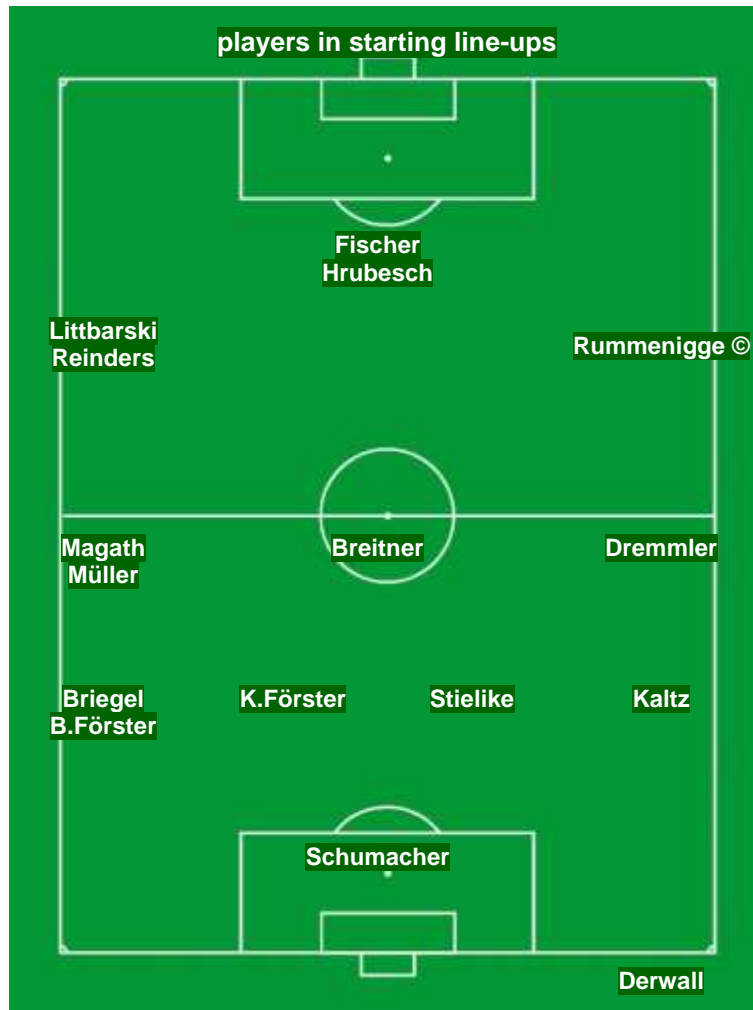 players in starting line-ups
Fischer
Hrubesch
Littbarski
Reinders
Rummenigge ©
Magath
Müller
Breitner
Dremmler
Briegel
B.Förster
K.Förster
Stielike
Kaltz
Schumacher
Derwall